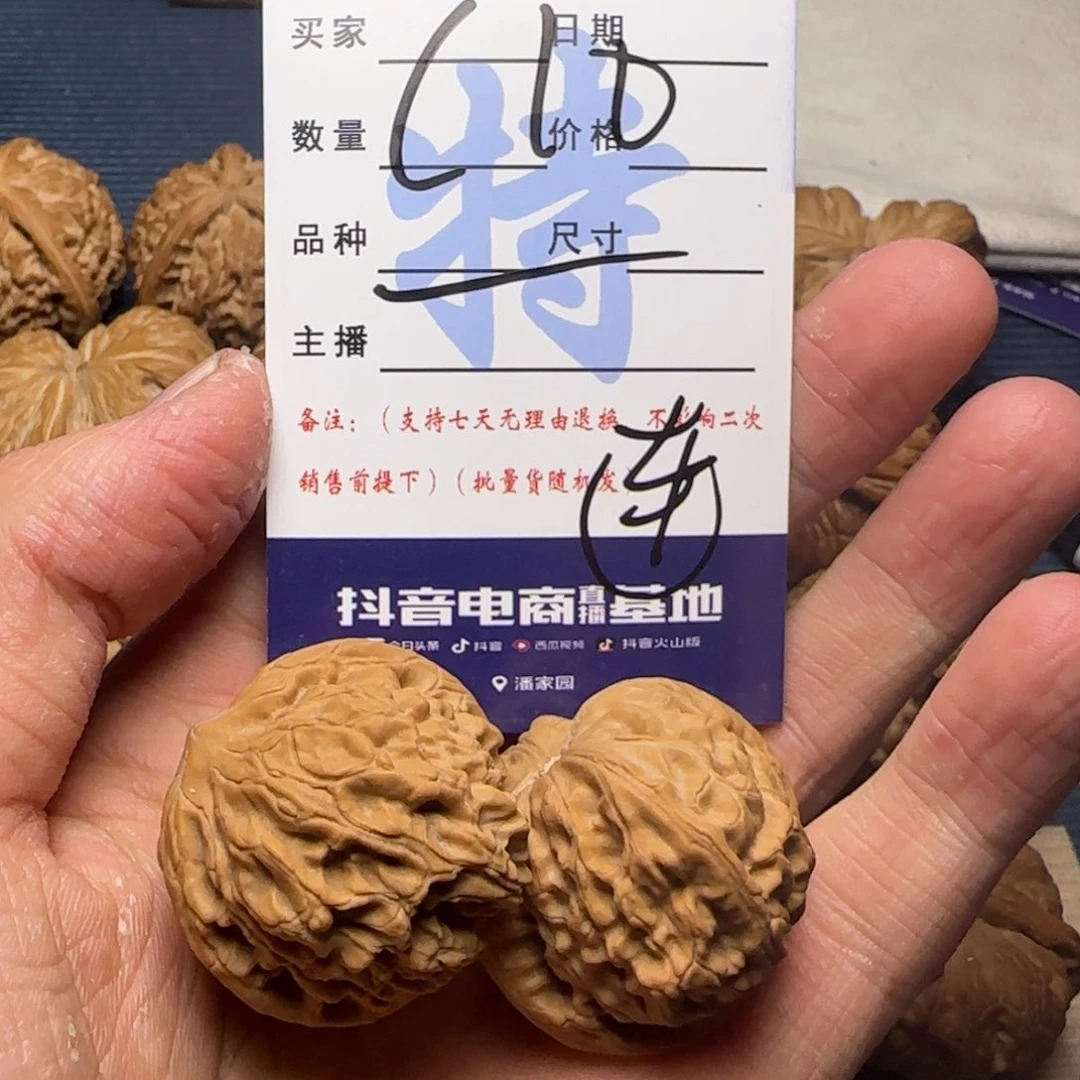 买家 日期
数量 价格
品种 尺寸
主播
特
备注：（支持七天无理由退换 不影响二次
销售前提下）（批量货随机发）
抖音电商直播基地
今日头条 抖音 西瓜视频 抖音火山版
潘家园